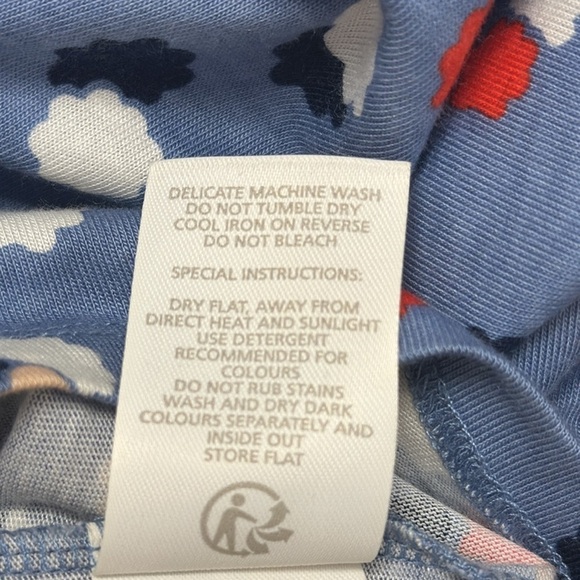 DELICATE MACHINE WASH
DO NOT TUMBLE DRY
COOL IRON ON REVERSE
DO NOT BLEACH
SPECIAL INSTRUCTIONS:
DRY FLAT, AWAY FROM
DIRECT HEAT AND SUNLIGHT
USE DETERGENT
RECOMMENDED FOR
COLOURS
DO NOT RUB STAINS
WASH AND DRY DARK
COLOURS SEPARATELY AND
INSIDE OUT
STORE FLAT